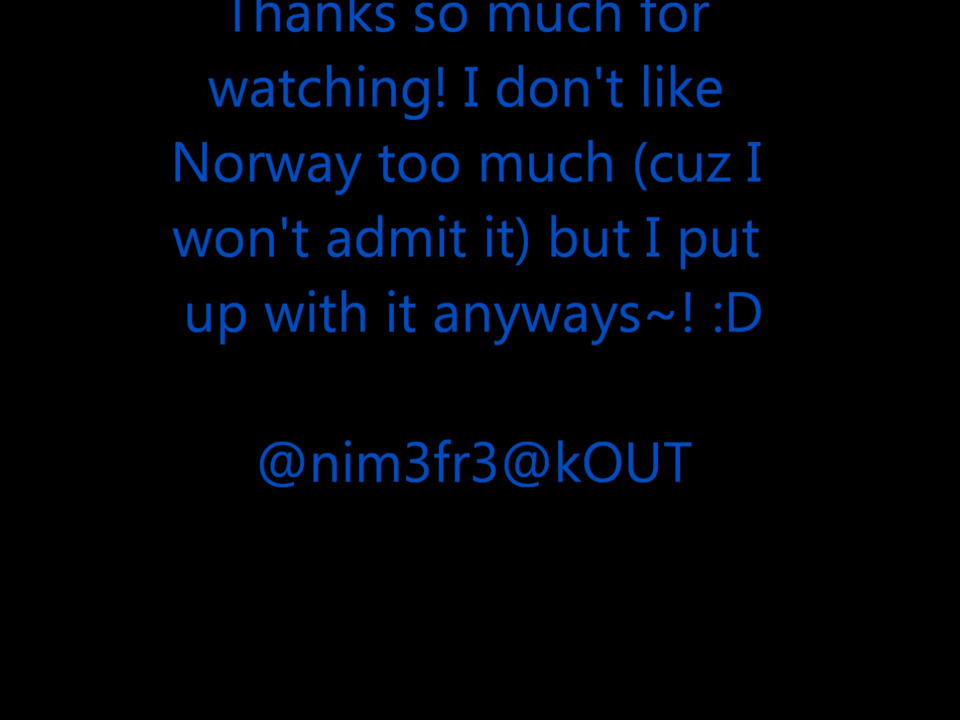 Thanks so much for
watching! I don't like
Norway too much (cuz I
won't admit it) but I put
up with it anyways~! :D
@nim3fr3@kOUT